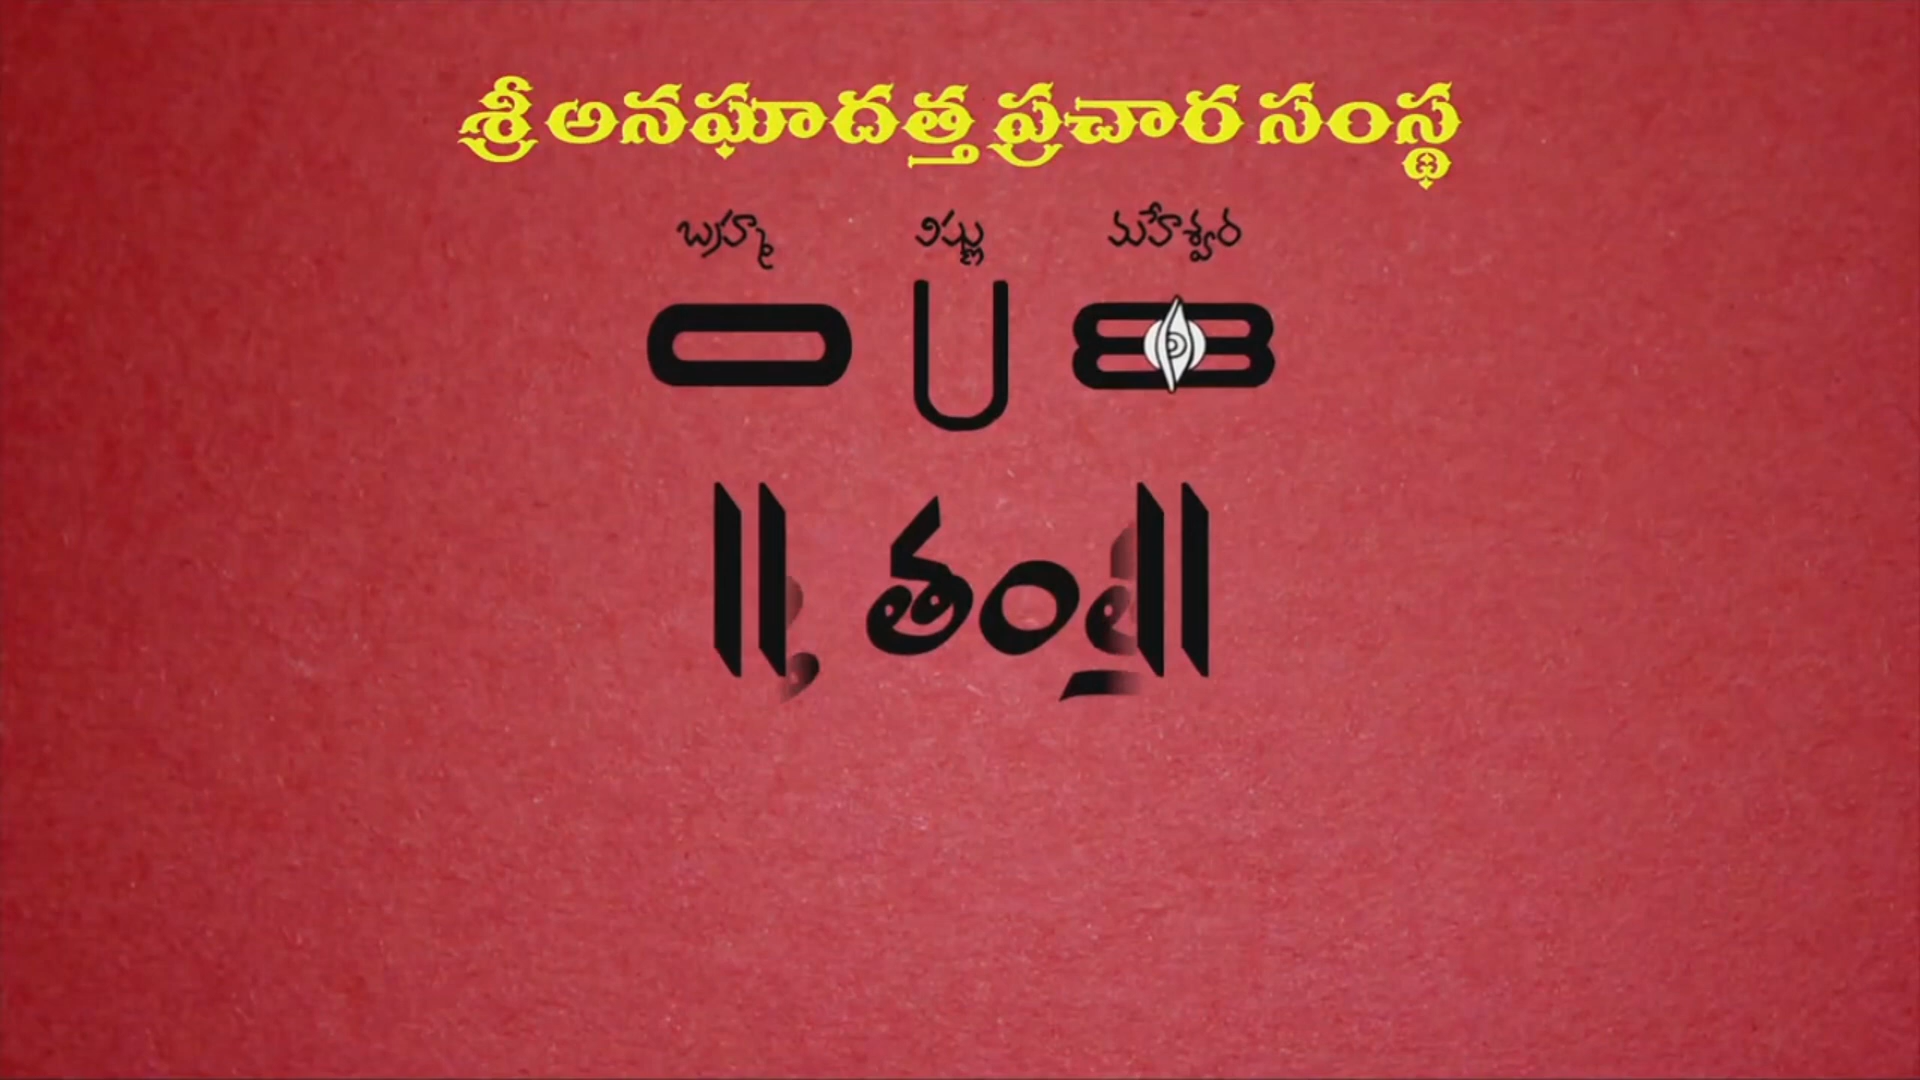 శ్రీ అనఘాదత్త ప్రచార సంస్థ
బ్రహ్మ విష్ణు మహేశ్వర
తం